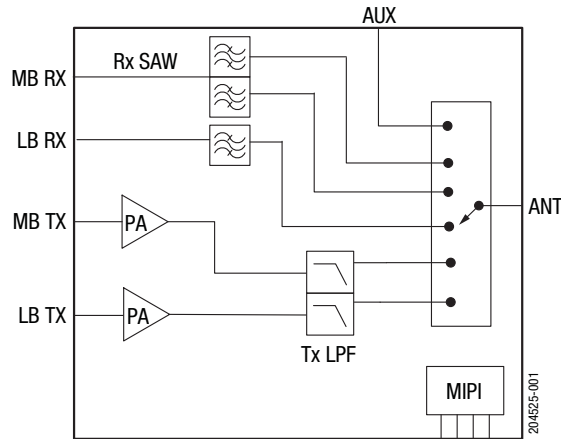 AUX
Rx SAW
MB RX
LB RX
MB TX
PA
ANT
LB TX
PA
Tx LPF
MIPI
204525-001